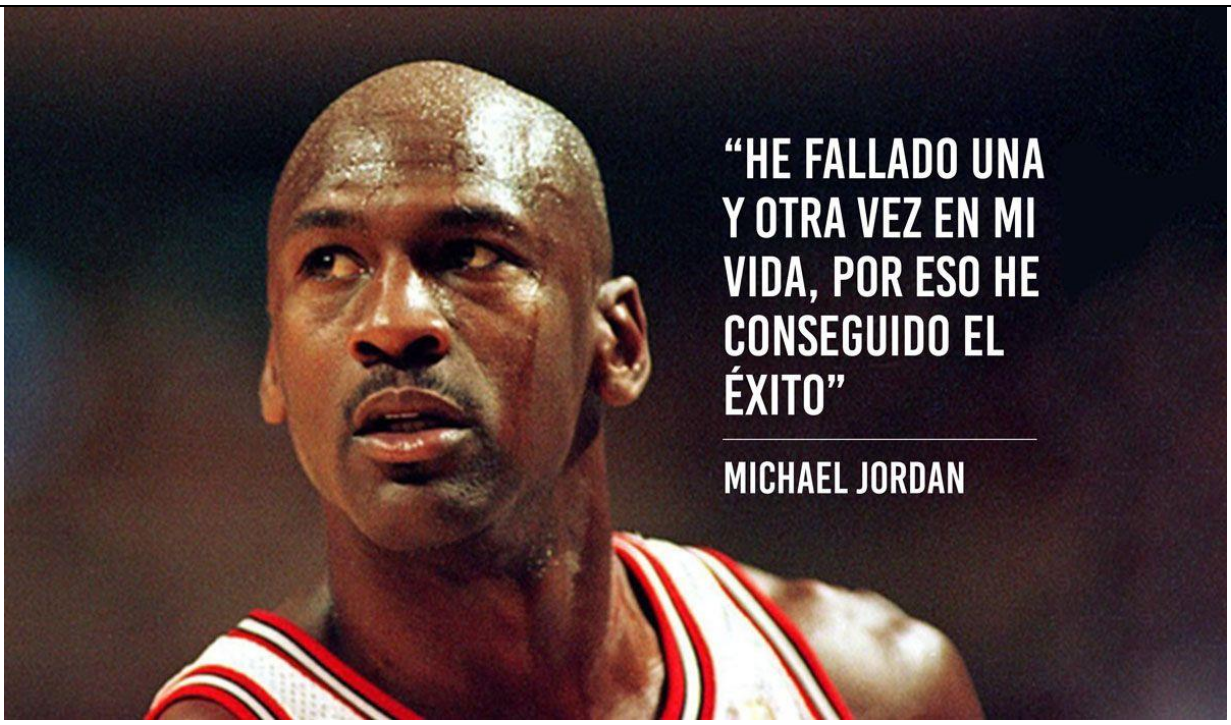 “HE FALLADO UNA
Y OTRA VEZ EN MI
VIDA, POR ESO HE
CONSEGUIDO EL
ÉXITO”
MICHAEL JORDAN